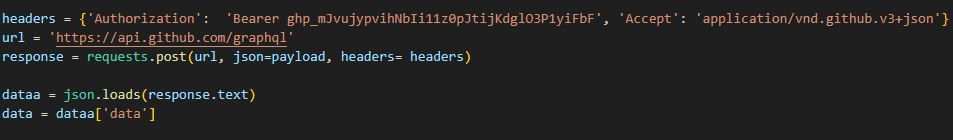 headers = {'Authorization':  'Bearer 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', 'Accept': 'application/vnd.github.v3+json'}
url = 'https://api.github.com/graphql'
response = requests.post(url, json=payload, headers= headers)
dataa = json.loads(response.text)
data = dataa['data']